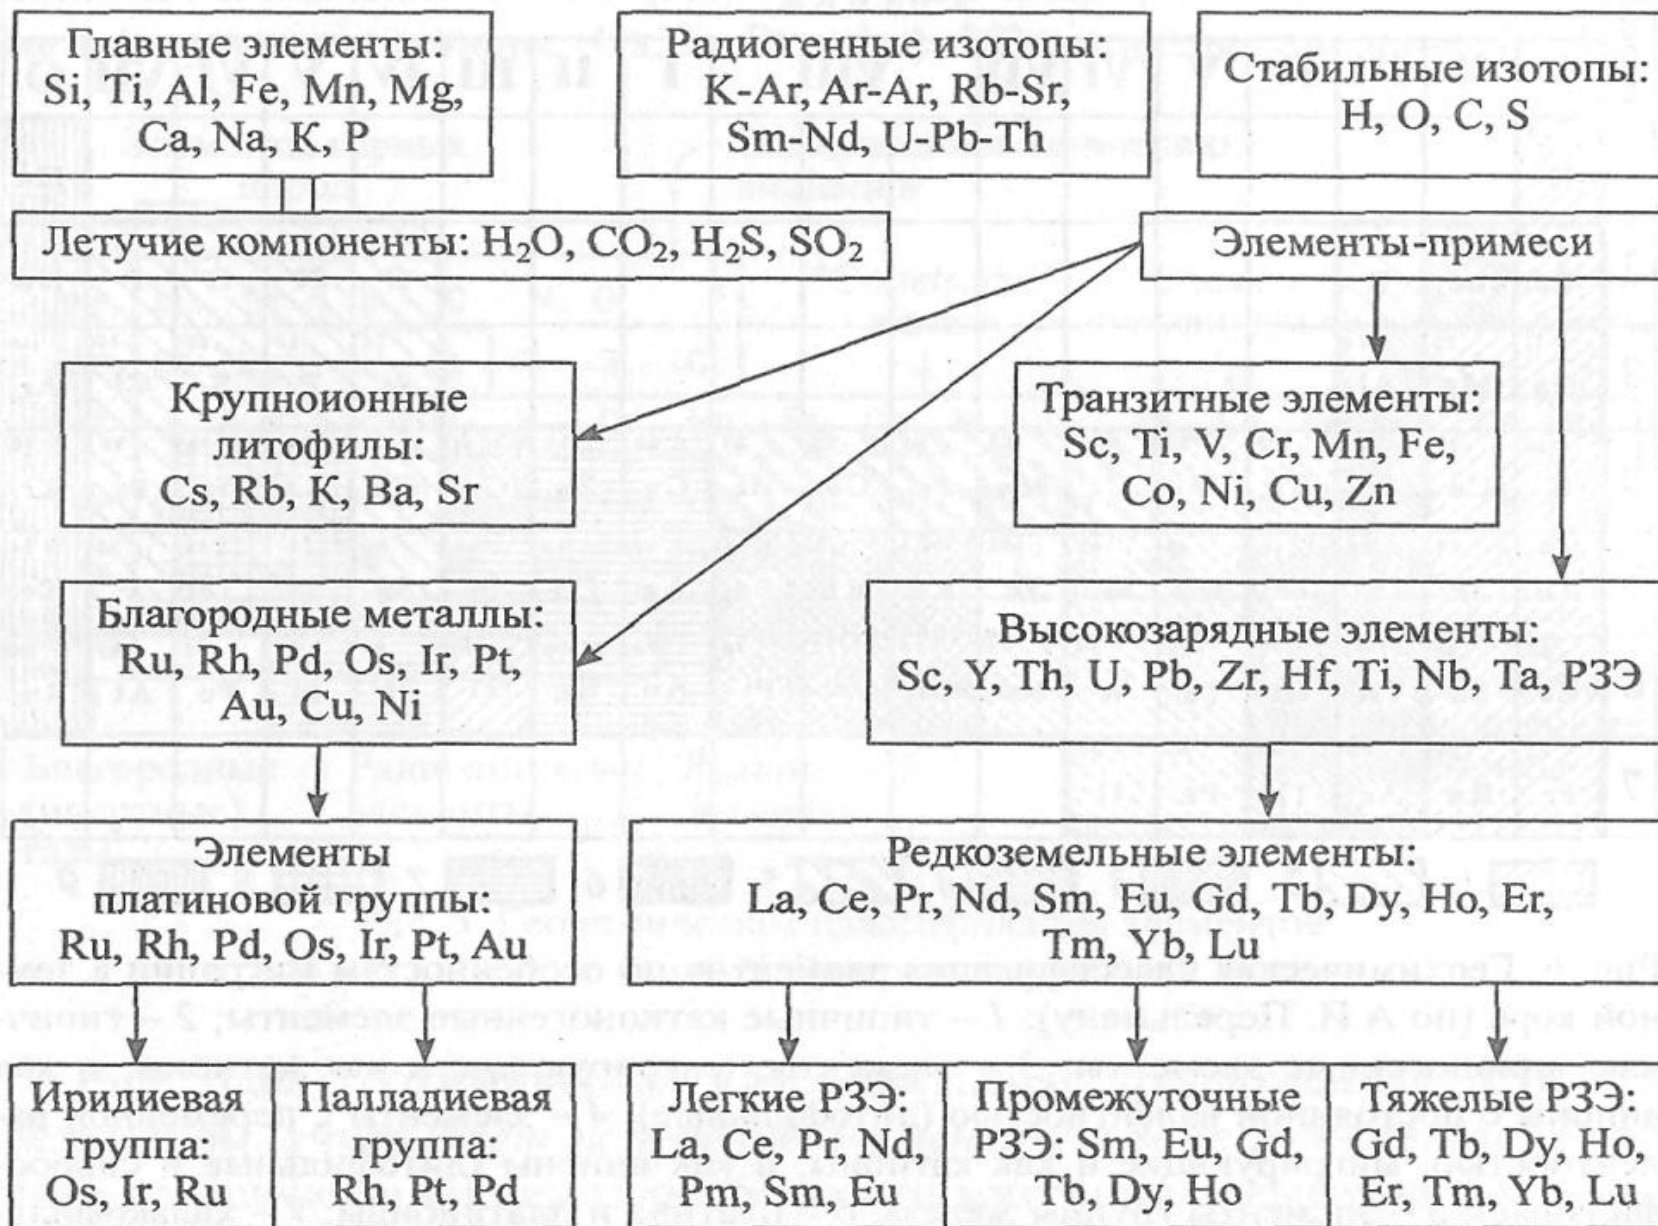 Главные элементы:
Si, Ti, Al, Fe, Mn, Mg,
Ca, Na, K, P
Радиогенные изотопы:
K-Ar, Ar-Ar, Rb-Sr,
Sm-Nd, U-Pb-Th
Стабильные изотопы:
H, O, C, S
Летучие компоненты: H₂O, CO₂, H₂S, SO₂
Элементы-примеси
Крупноионные
литофилы:
Cs, Rb, K, Ba, Sr
Транзитные элементы:
Sc, Ti, V, Cr, Mn, Fe,
Co, Ni, Cu, Zn
Благородные металлы:
Ru, Rh, Pd, Os, Ir, Pt,
Au, Cu, Ni
Высокозарядные элементы:
Sc, Y, Th, U, Pb, Zr, Hf, Ti, Nb, Ta, РЗЭ
Элементы
платиновой группы:
Ru, Rh, Pd, Os, Ir, Pt, Au
Редкоземельные элементы:
La, Ce, Pr, Nd, Sm, Eu, Gd, Tb, Dy, Ho, Er,
Tm, Yb, Lu
Иридиевая
группа:
Os, Ir, Ru
Палладиевая
группа:
Rh, Pt, Pd
Легкие РЗЭ:
La, Ce, Pr, Nd,
Pm, Sm, Eu
Промежуточные
РЗЭ: Sm, Eu, Gd,
Tb, Dy, Ho
Тяжелые РЗЭ:
Gd, Tb, Dy, Ho,
Er, Tm, Yb, Lu